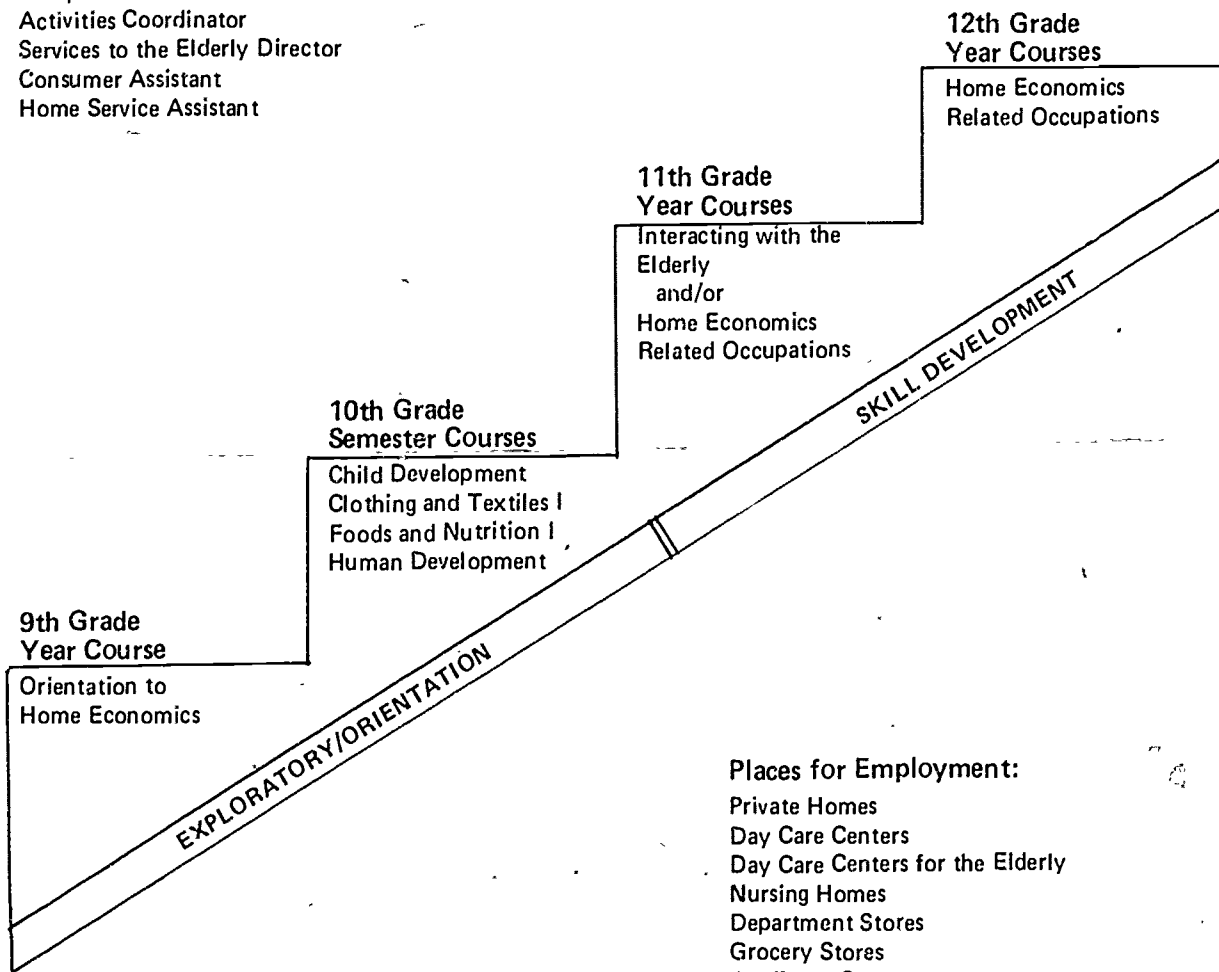 Activities Coordinator
Services to the Elderly Director
Consumer Assistant
Home Service Assistant
12th Grade
Year Courses
Home Economics
Related Occupations
11th Grade
Year Courses
Interacting with the
Elderly
and/or
Home Economics
Related Occupations
SKILL DEVELOPMENT
10th Grade
Semester Courses
Child Development
Clothing and Textiles I
Foods and Nutrition I
Human Development
9th Grade
Year Course
Orientation to
Home Economics
EXPLORATORY/ORIENTATION
Places for Employment:
Private Homes
Day Care Centers
Day Care Centers for the Elderly
Nursing Homes
Department Stores
Grocery Stores